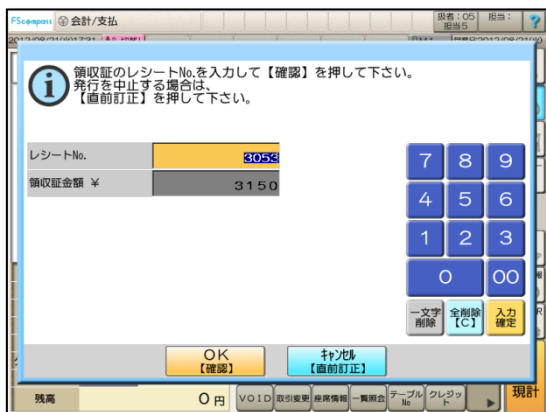 FScompass 会計/支払
扱者:05 担当:
担当5
領収証のレシートNo.を入力して【確認】を押して下さい。
発行を中止する場合は、
【直前訂正】を押して下さい。
レシートNo. 3053
領収証金額 ¥ 3150
7 8 9
4 5 6
1 2 3
0 00
一文字削除 全削除【C】 入力確定
OK
【確認】
キャンセル
【直前訂正】
残高 0円 VOID 取引変更 座席情報 一覧照会 テーブルNo クレジット 現計